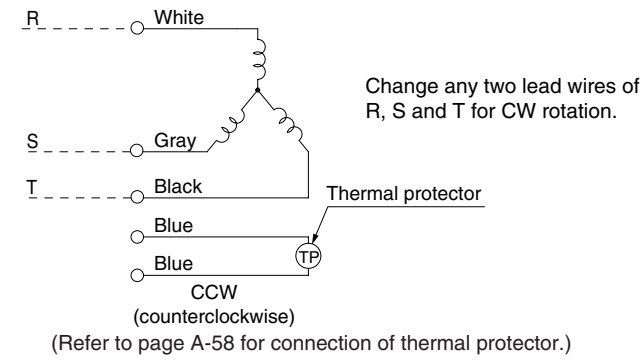 R
White
Change any two lead wires of
R, S and T for CW rotation.
S
Gray
T
Black
Thermal protector
Blue
TP
Blue
CCW
(counterclockwise)
(Refer to page A-58 for connection of thermal protector.)